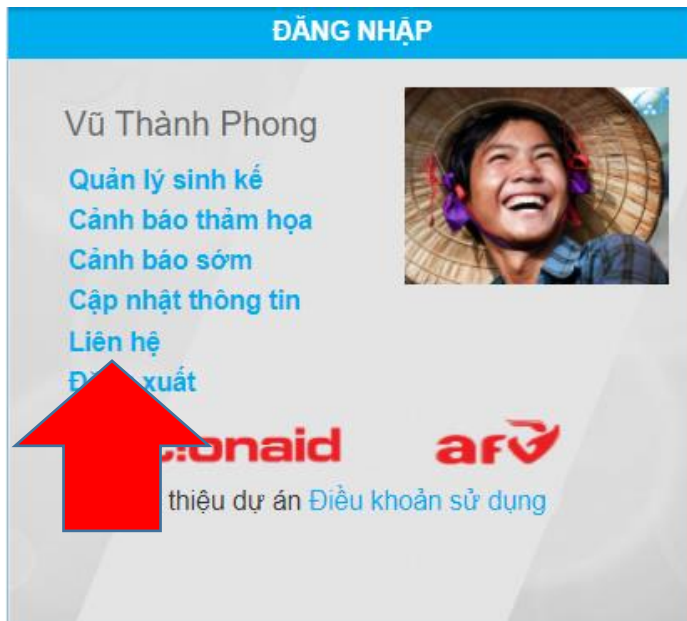 ĐĂNG NHẬP
Vũ Thành Phong
Quản lý sinh kế
Cảnh báo thảm họa
Cảnh báo sớm
Cập nhật thông tin
Liên hệ
xuất
afv
thiệu dự án Điều khoản sử dụng